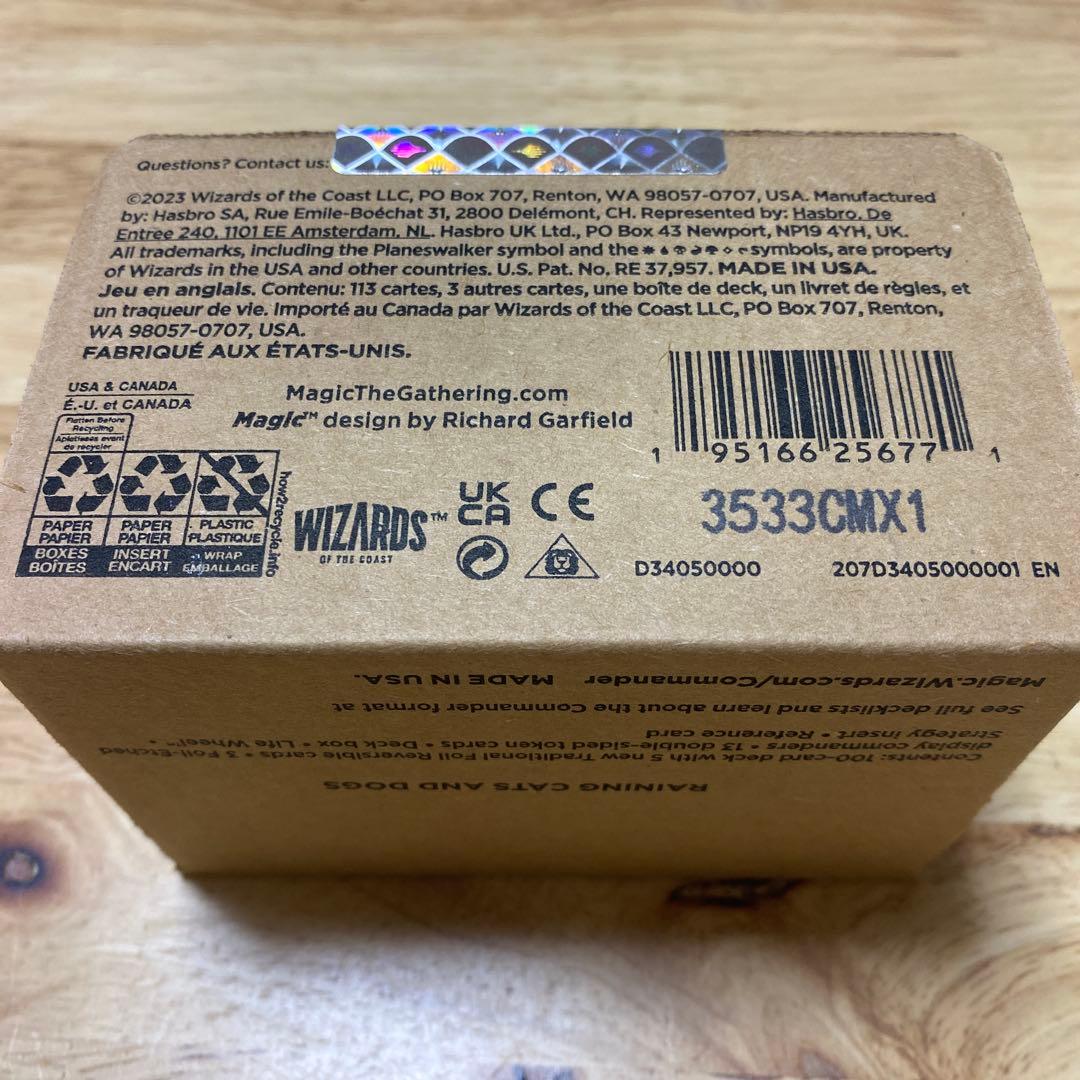 Questions? Contact us:
©2023 Wizards of the Coast LLC, PO Box 707, Renton, WA 98057-0707, USA. Manufactured
by: Hasbro SA, Rue Emile-Boéchat 31, 2800 Delémont, CH. Represented by: Hasbro, De
Entree 240, 1101 EE Amsterdam, NL. Hasbro UK Ltd., PO Box 43 Newport, NP19 4YH, UK.
All trademarks, including the Planeswalker symbol and the symbols, are property
of Wizards in the USA and other countries. U.S. Pat. No. RE 37,957. MADE IN USA.
Jeu en anglais. Contenu: 113 cartes, 3 autres cartes, une boîte de deck, un livret de règles, et
un traqueur de vie. Importé au Canada par Wizards of the Coast LLC, PO Box 707, Renton,
WA 98057-0707, USA.
FABRIQUÉ AUX ÉTATS-UNIS.
USA & CANADA
É.-U. et CANADA
Flatten Before
Recycling
Aplatissez avant
de recycler
PAPER PAPER PLASTIC
PAPIER PAPIER PLASTIQUE
BOXES INSERT WRAP
BOÎTES ENCART EMBALLAGE
how2recycle.info
MagicTheGathering.com
Magic™ design by Richard Garfield
WIZARDS™
OF THE COAST
UK
CA
CE
1 95166 25677 1
3533CMX1
D34050000 207D3405000001 EN
RAINING CATS AND DOGS
Contents: 100-card deck with 5 new Traditional Foil Reversible cards • 3 Foil-Etched
display commanders • 13 double-sided token cards • Deck box • Life Wheel™ •
Strategy insert • Reference card
See full decklists and learn about the Commander format at
Magic.Wizards.com/Commander MADE IN USA.